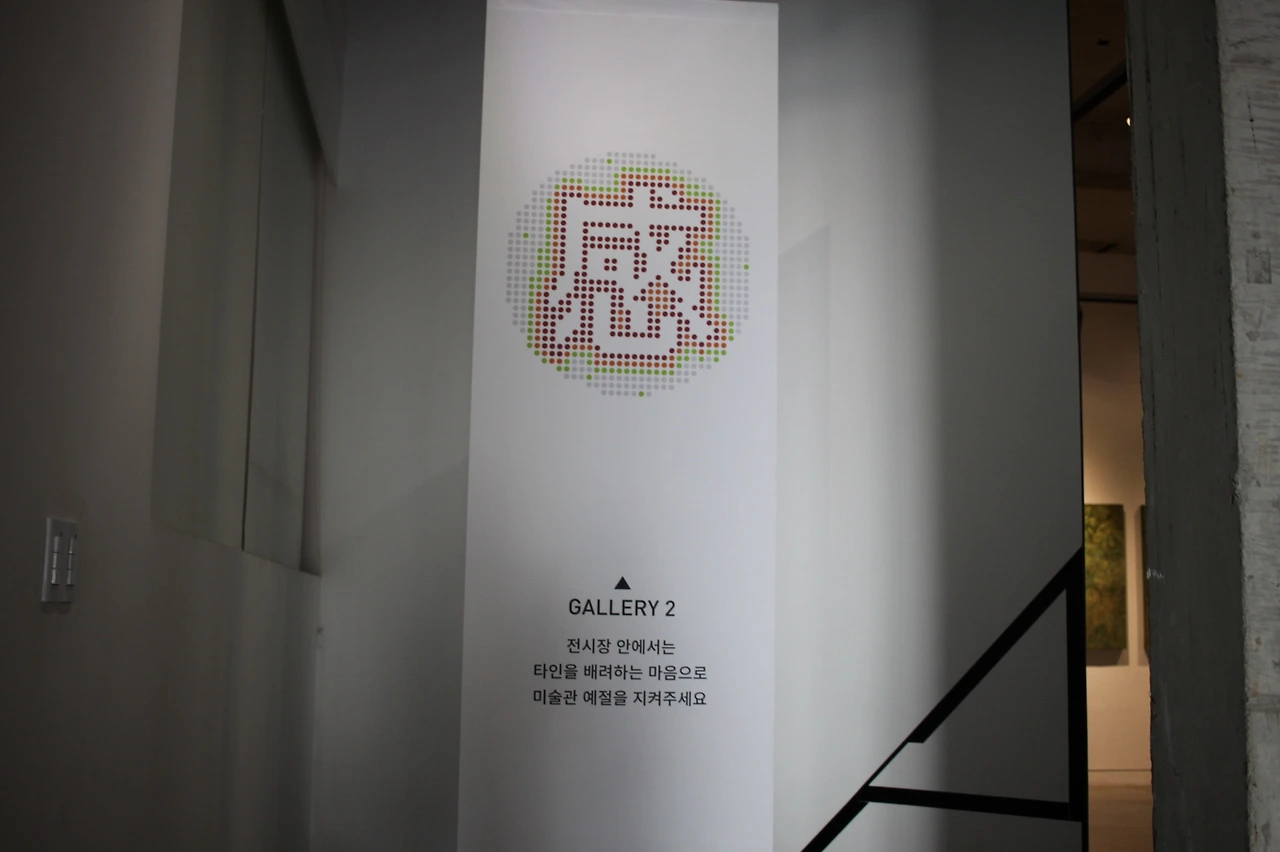 感
▲
GALLERY 2
전시장 안에서는
타인을 배려하는 마음으로
미술관 예절을 지켜주세요